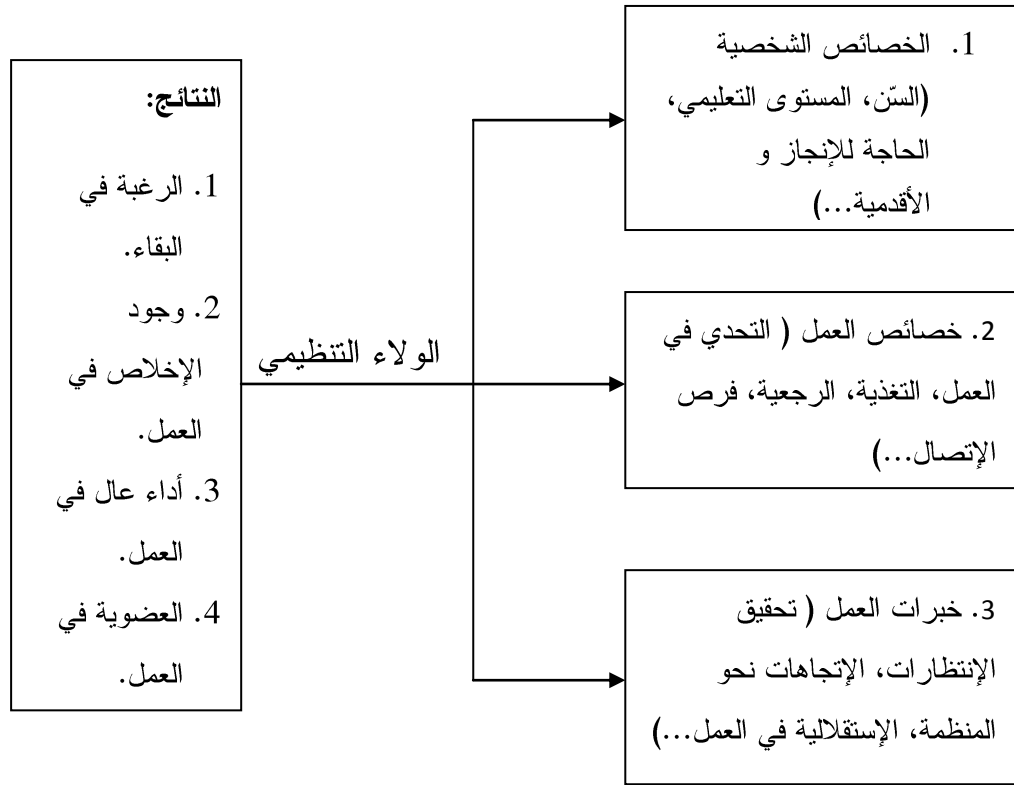 1. الخصائص الشخصية
(السّن، المستوى التعليمي،
الحاجة للإنجاز و
الأقدمية...)
2. خصائص العمل ( التحدي في
العمل، التغذية، الرجعية، فرص
الإتصال...)
3. خبرات العمل ( تحقيق
الإنتظارات، الإتجاهات نحو
المنظمة، الإستقلالية في العمل...)
الولاء التنظيمي
النتائج:
1. الرغبة في
البقاء.
2. وجود
الإخلاص في
العمل.
3. أداء عال في
العمل.
4. العضوية في
العمل.